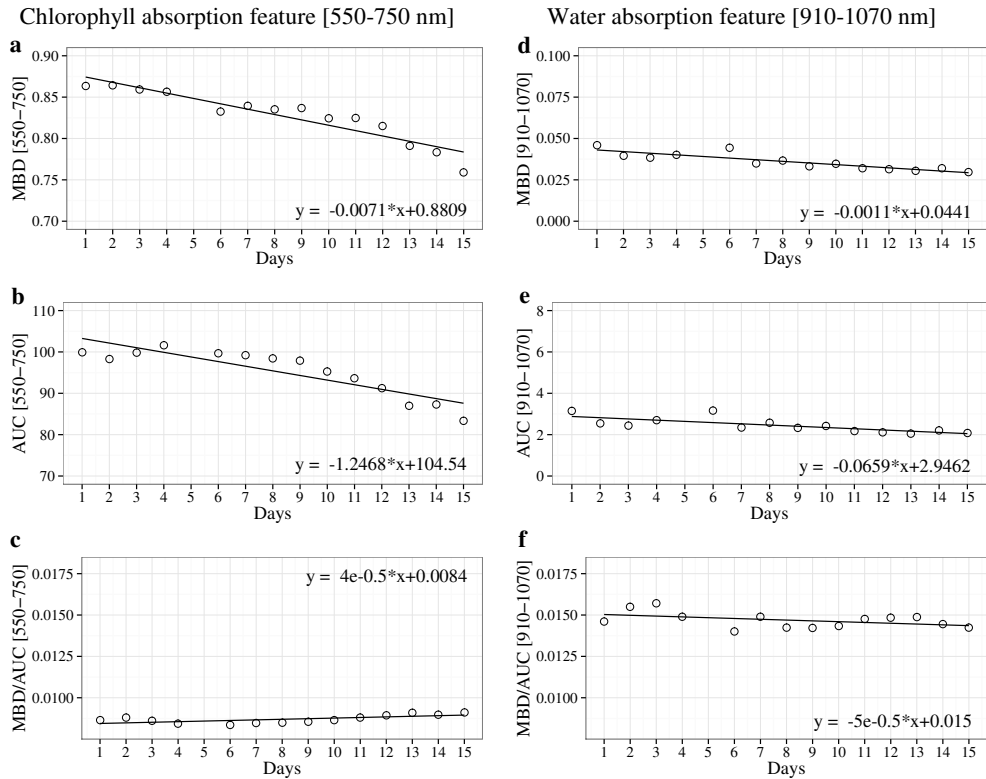 Chlorophyll absorption feature [550-750 nm]
Water absorption feature [910-1070 nm]
a
MBD [550−750]
0.90
0.85
0.80
0.75
0.70
y = -0.0071*x+0.8809
1 2 3 4 5 6 7 8 9 10 11 12 13 14 15
Days
d
MBD [910−1070]
0.100
0.075
0.050
0.025
0.000
y = -0.0011*x+0.0441
1 2 3 4 5 6 7 8 9 10 11 12 13 14 15
Days
b
AUC [550−750]
110
100
90
80
70
y = -1.2468*x+104.54
1 2 3 4 5 6 7 8 9 10 11 12 13 14 15
Days
e
AUC [910−1070]
8
6
4
2
0
y = -0.0659*x+2.9462
1 2 3 4 5 6 7 8 9 10 11 12 13 14 15
Days
c
MBD/AUC [550−750]
0.0175
0.0150
0.0125
0.0100
y = 4e-0.5*x+0.0084
1 2 3 4 5 6 7 8 9 10 11 12 13 14 15
Days
f
MBD/AUC [910−1070]
0.0175
0.0150
0.0125
0.0100
y = -5e-0.5*x+0.015
1 2 3 4 5 6 7 8 9 10 11 12 13 14 15
Days